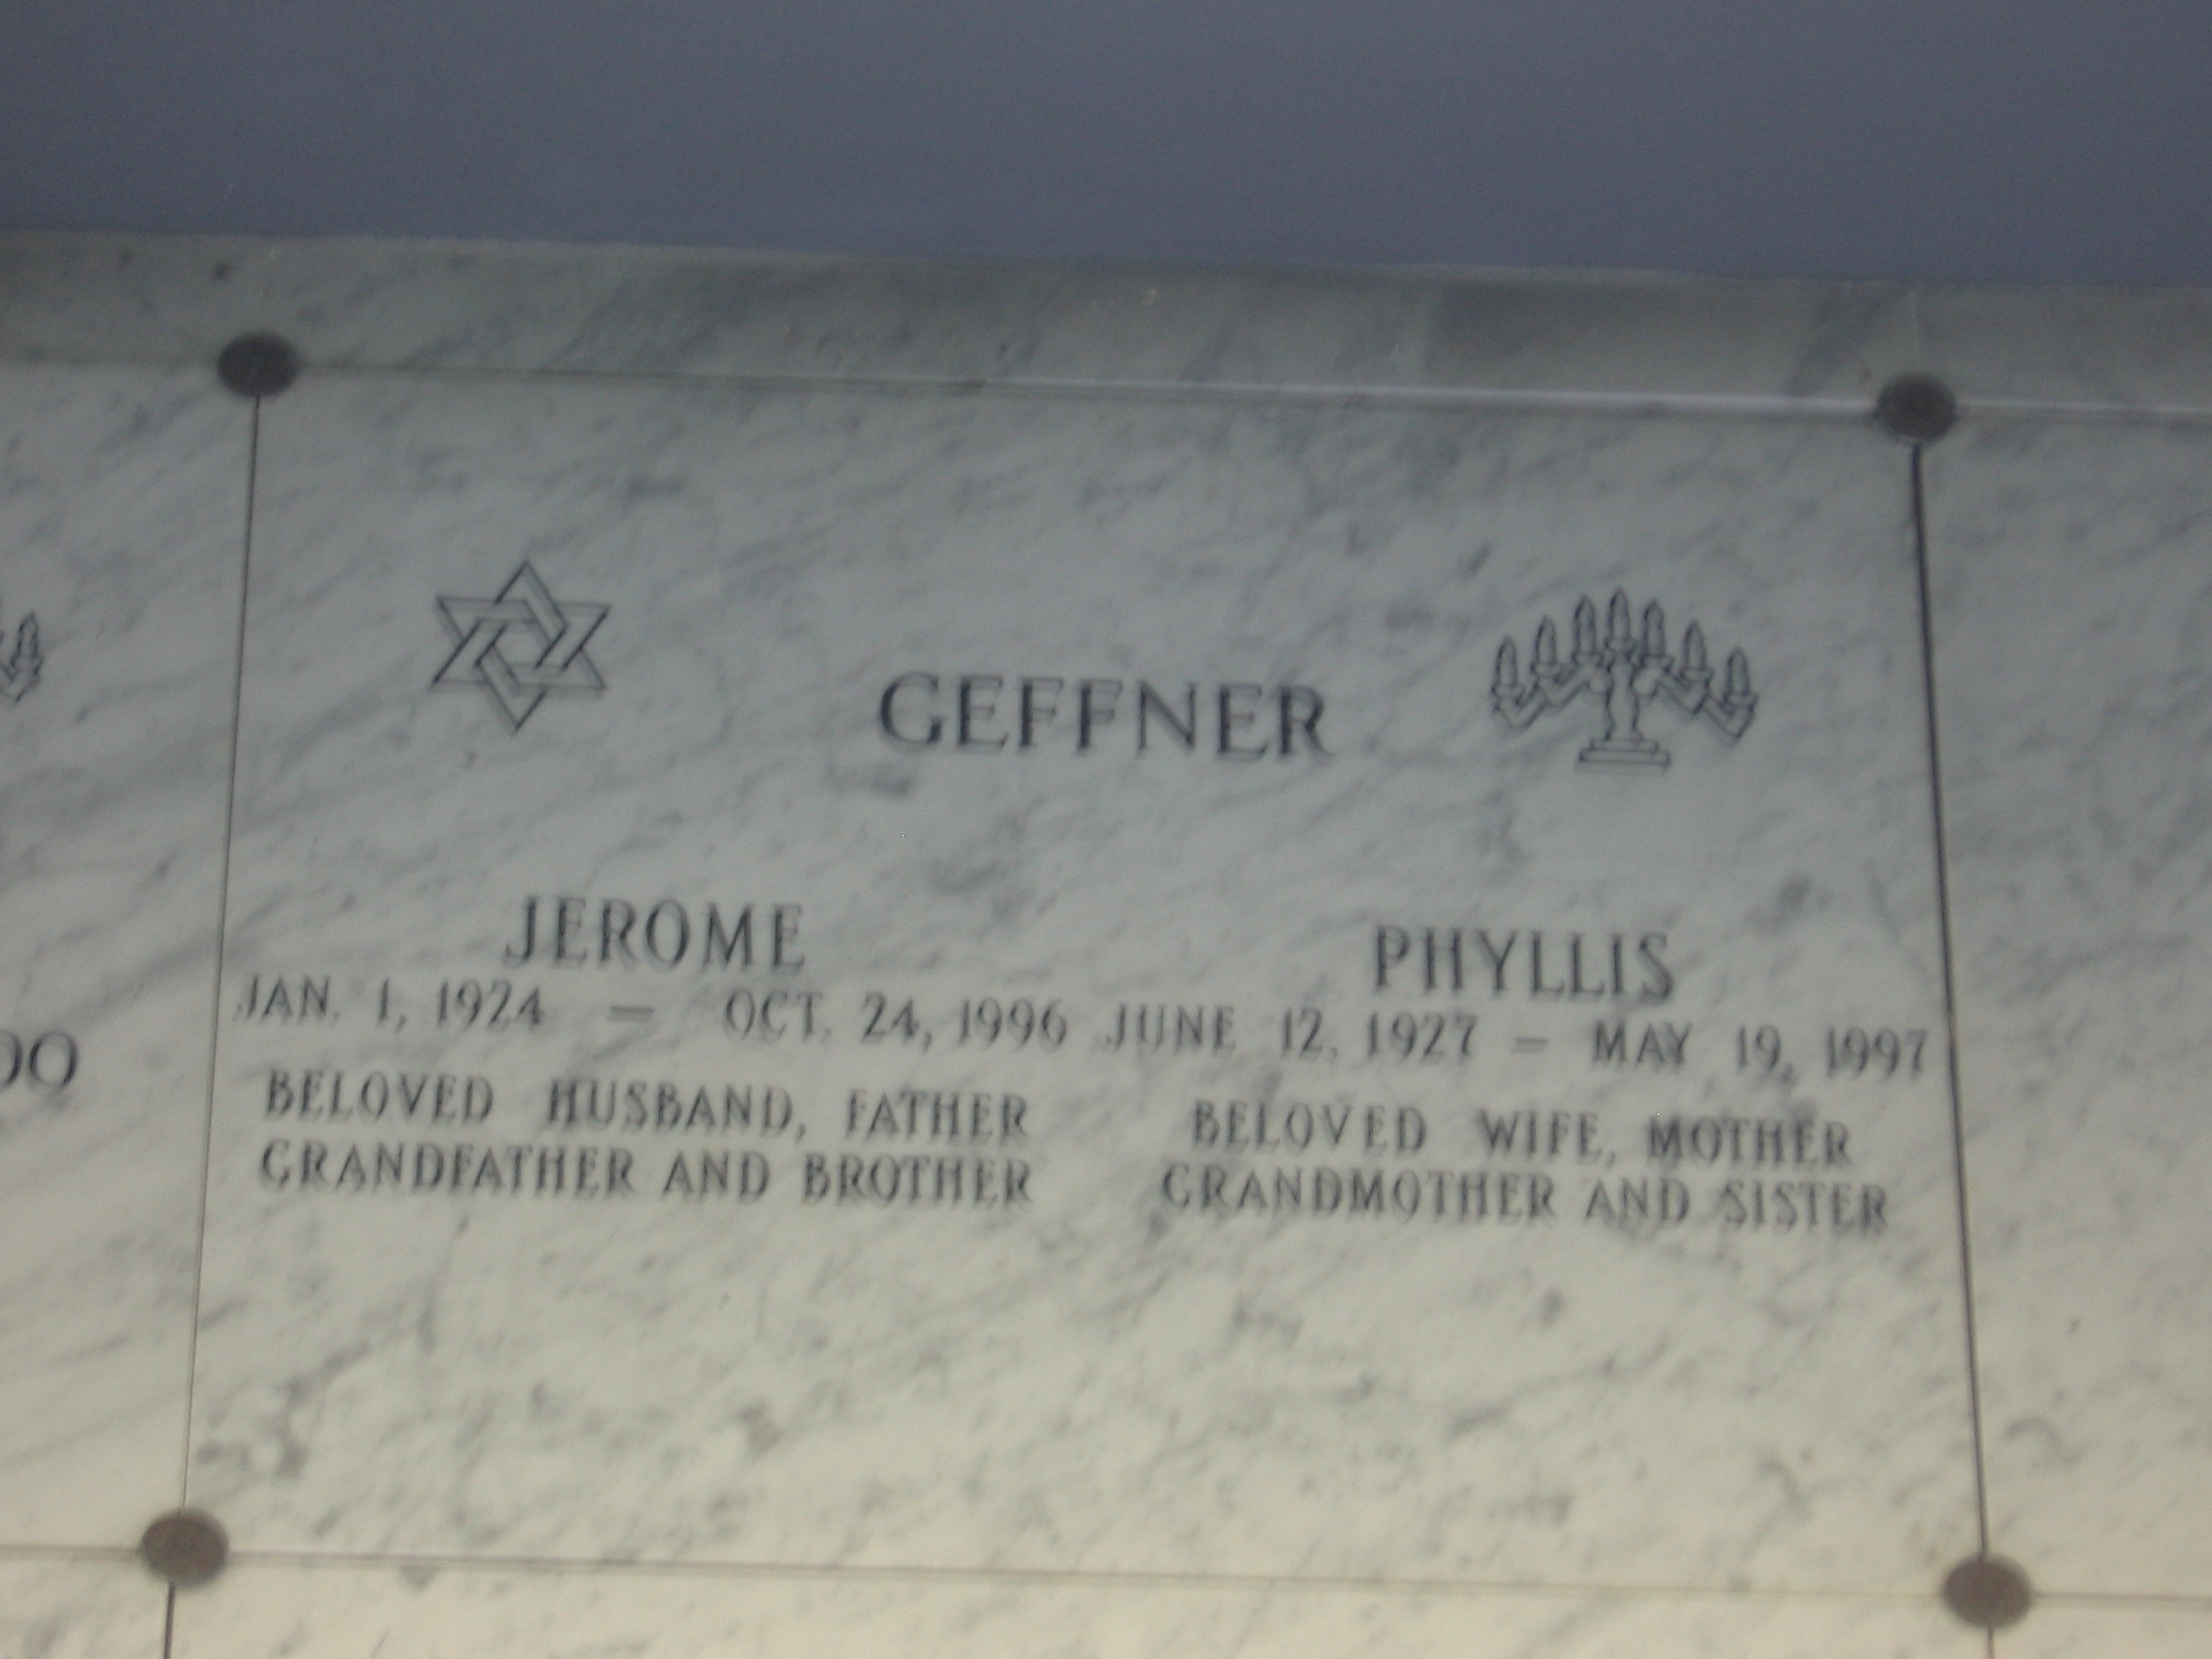 GEFFNER
JEROME
JAN. 1, 1924 — OCT. 24, 1996
BELOVED HUSBAND, FATHER
GRANDFATHER AND BROTHER
PHYLLIS
JUNE 12, 1927 — MAY 19, 1997
BELOVED WIFE, MOTHER
GRANDMOTHER AND SISTER